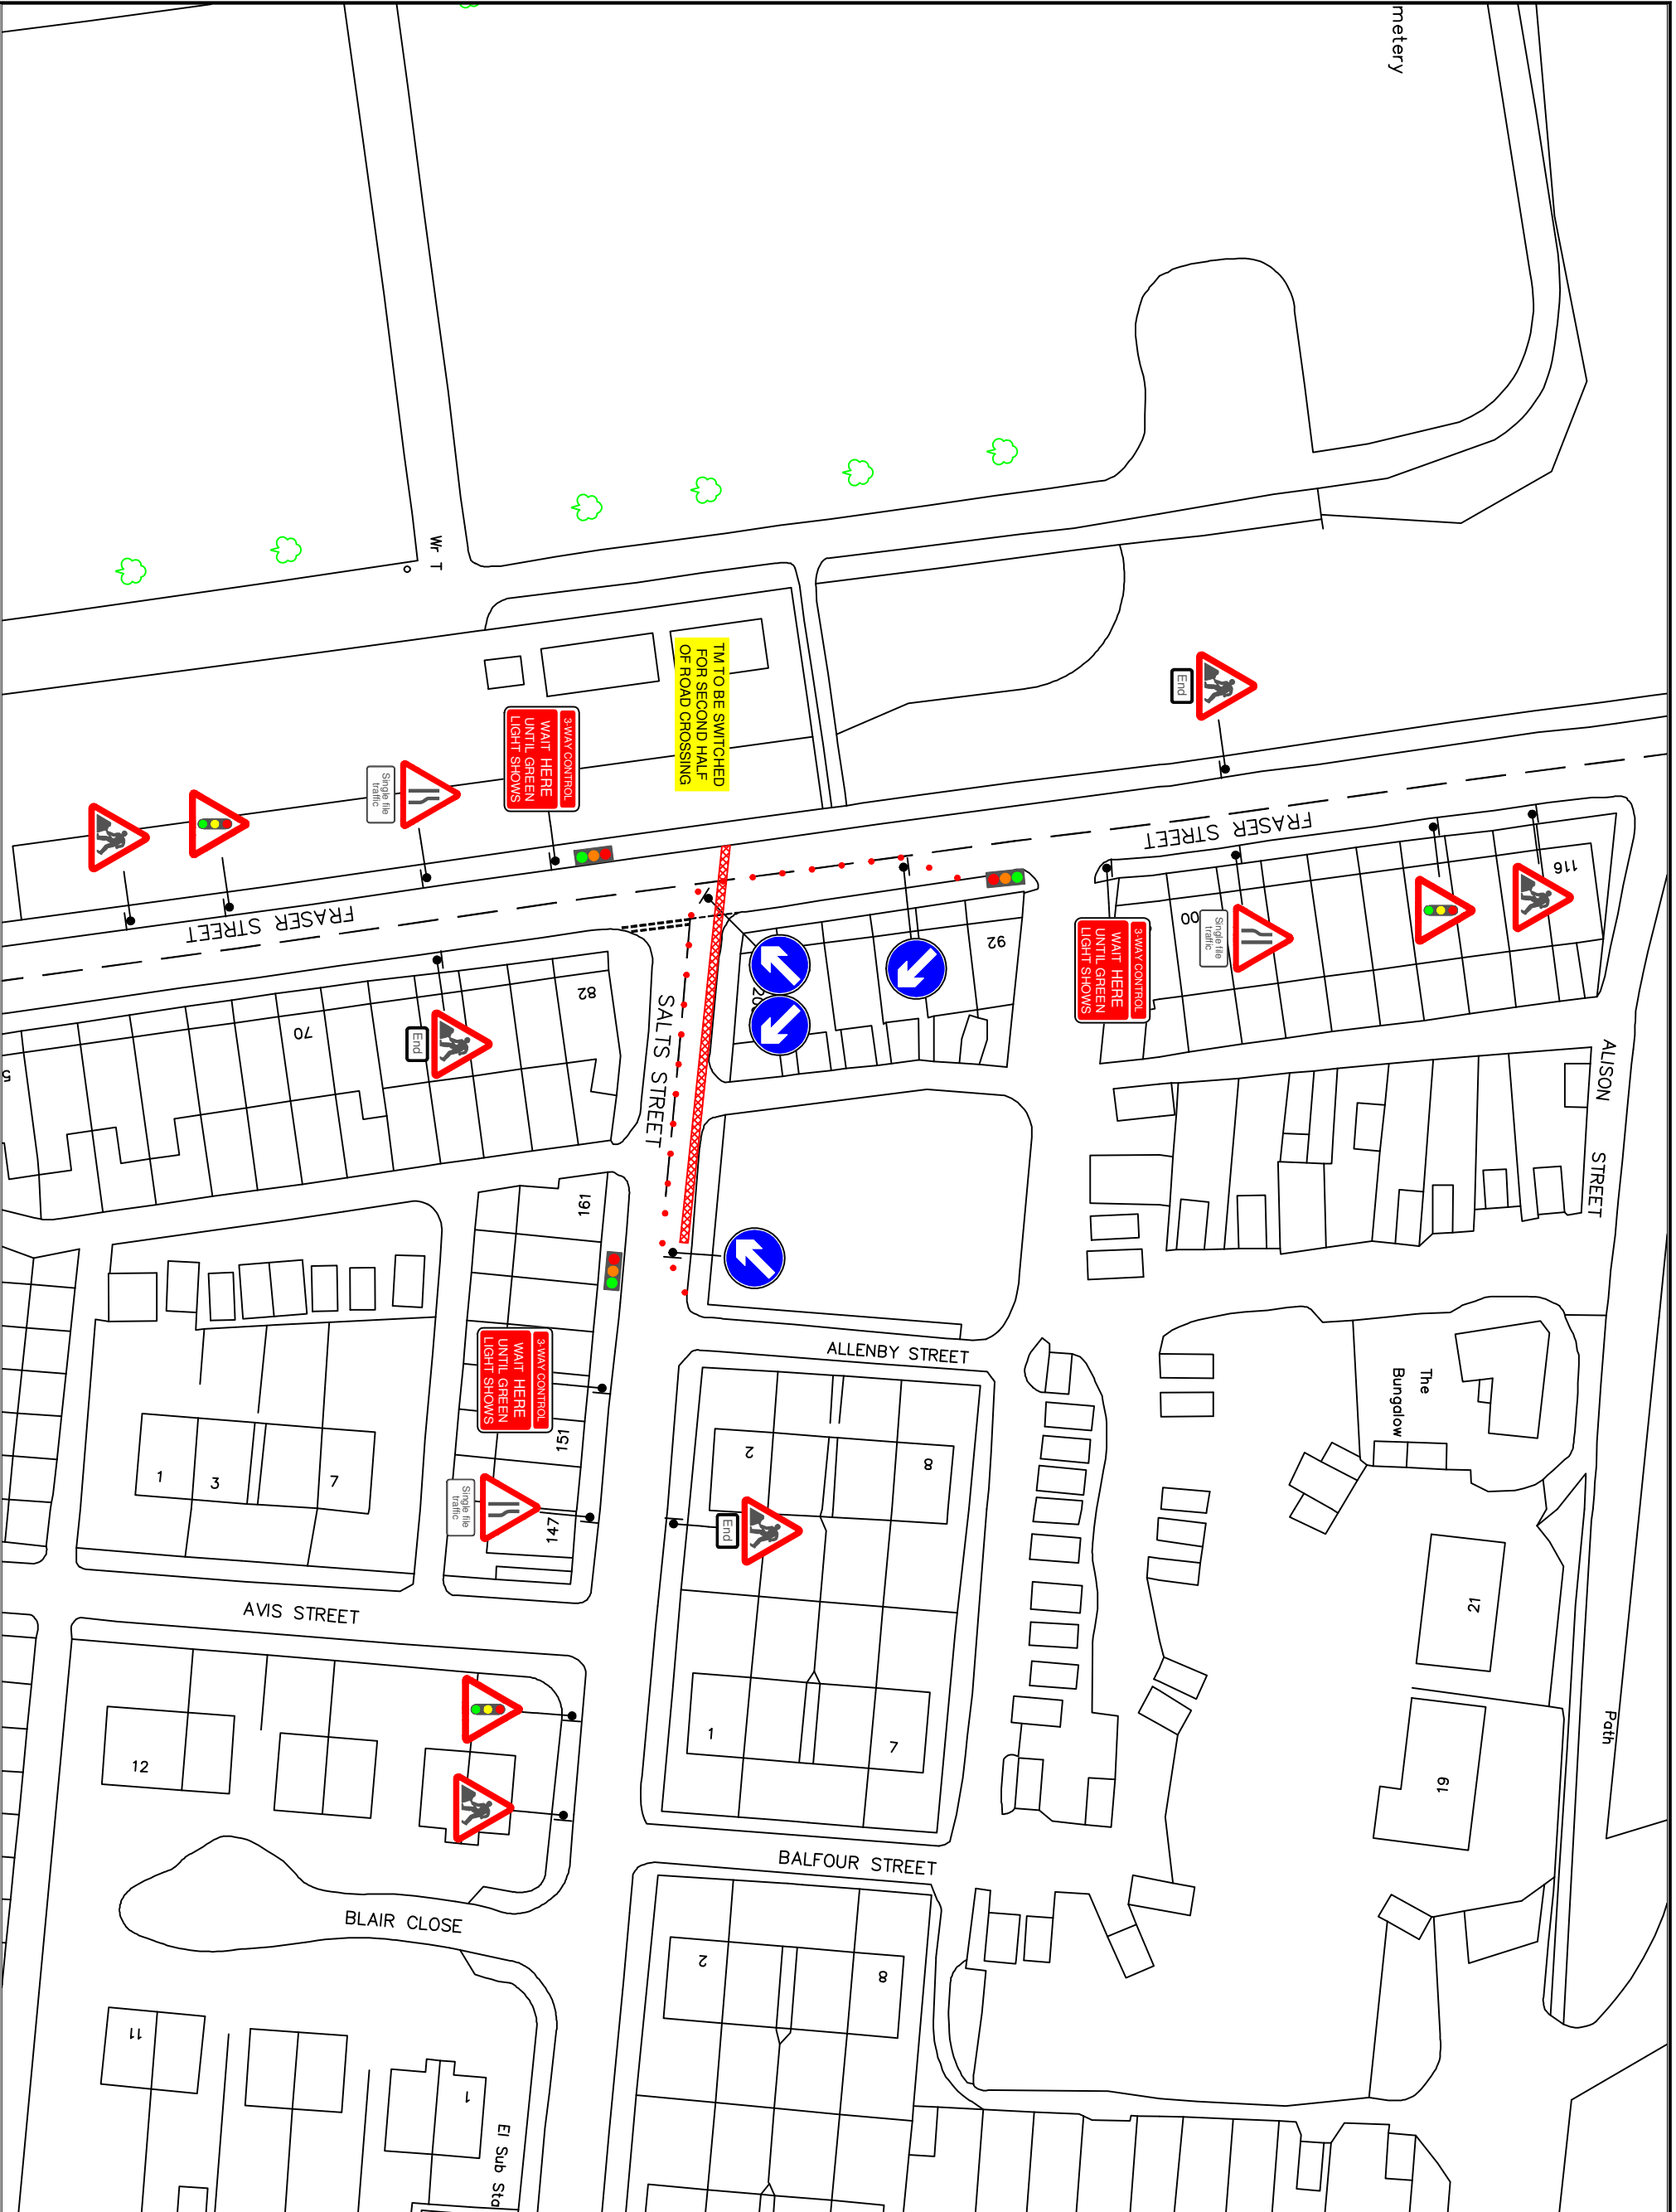 metery
Wr T
TM TO BE SWITCHED
FOR SECOND HALF
OF ROAD CROSSING
End
3-WAY CONTROL
WAIT HERE
UNTIL GREEN
LIGHT SHOWS
Single file
traffic
FRASER STREET
FRASER STREET
116
Single file
traffic
3-WAY CONTROL
WAIT HERE
UNTIL GREEN
LIGHT SHOWS
92
82
70
End
SALTS STREET
ALISON STREET
161
3-WAY CONTROL
WAIT HERE
UNTIL GREEN
LIGHT SHOWS
151
Single file
traffic
147
ALLENBY STREET
The
Bungalow
1
3
7
2
8
End
21
AVIS STREET
12
1
7
19
Path
BALFOUR STREET
BLAIR CLOSE
2
8
11
1
El Sub Sta